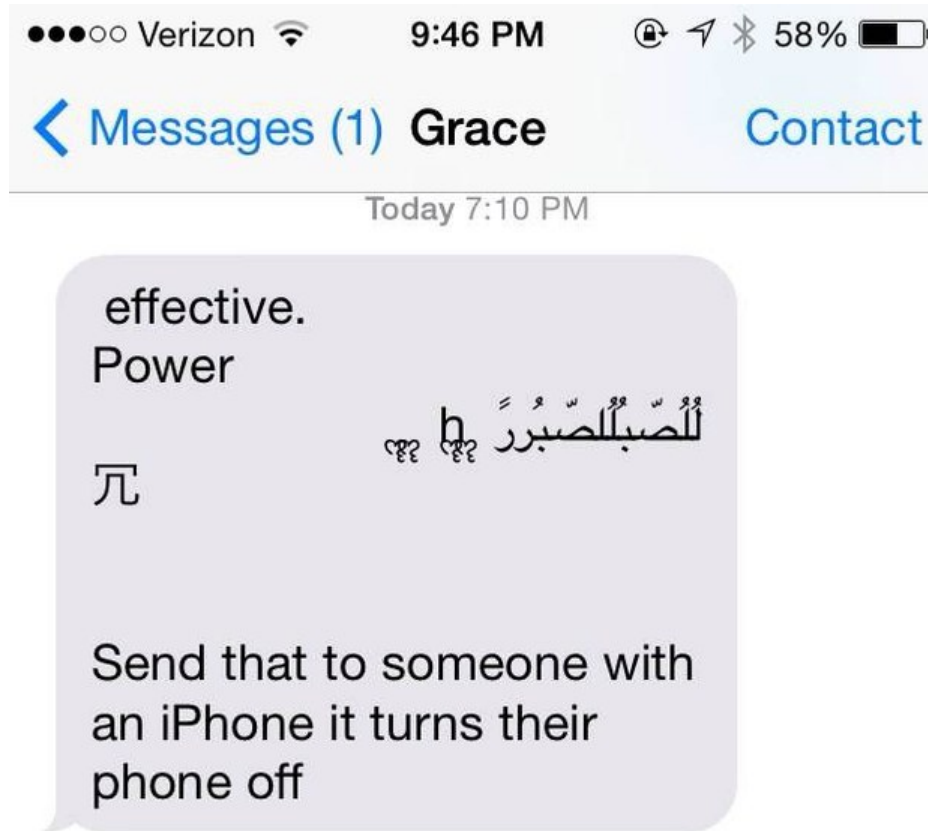 Verizon 9:46 PM 58%
Messages (1) Grace Contact
Today 7:10 PM
effective.
Power
لُلُصّبُلُلصّبُررً ॣ ॣh ॣ ॣ
冗
Send that to someone with
an iPhone it turns their
phone off